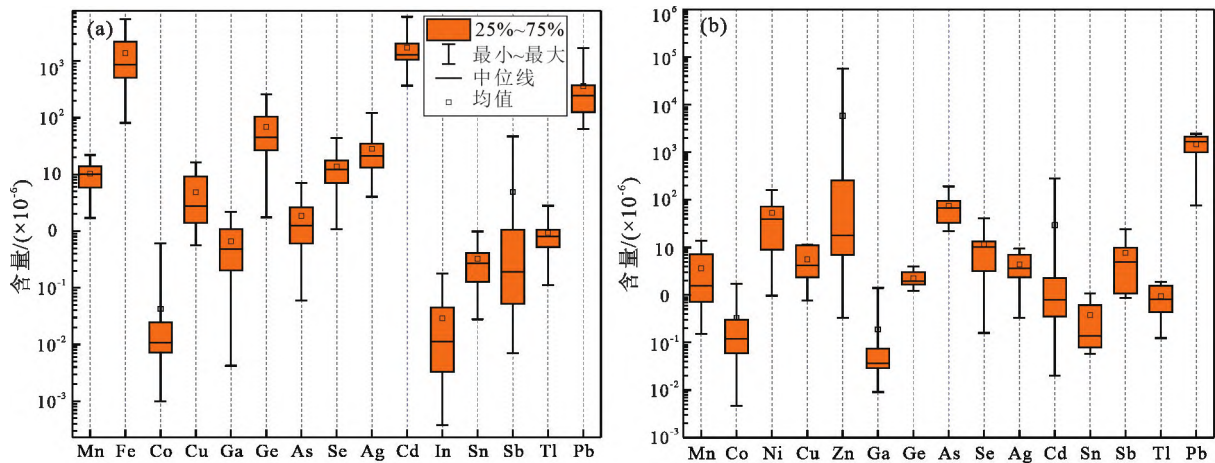 (a)
25%~75%
最小~最大
中位线
均值
10³
10²
10
0
10⁻¹
10⁻²
10⁻³
含量/(×10⁻⁶)
Mn Fe Co Cu Ga Ge As Se Ag Cd In Sn Sb Tl Pb
(b)
10⁶
10⁵
10⁴
10³
10²
10
0
10⁻¹
10⁻²
10⁻³
含量/(×10⁻⁶)
Mn Co Ni Cu Zn Ga Ge As Se Ag Cd Sn Sb Tl Pb